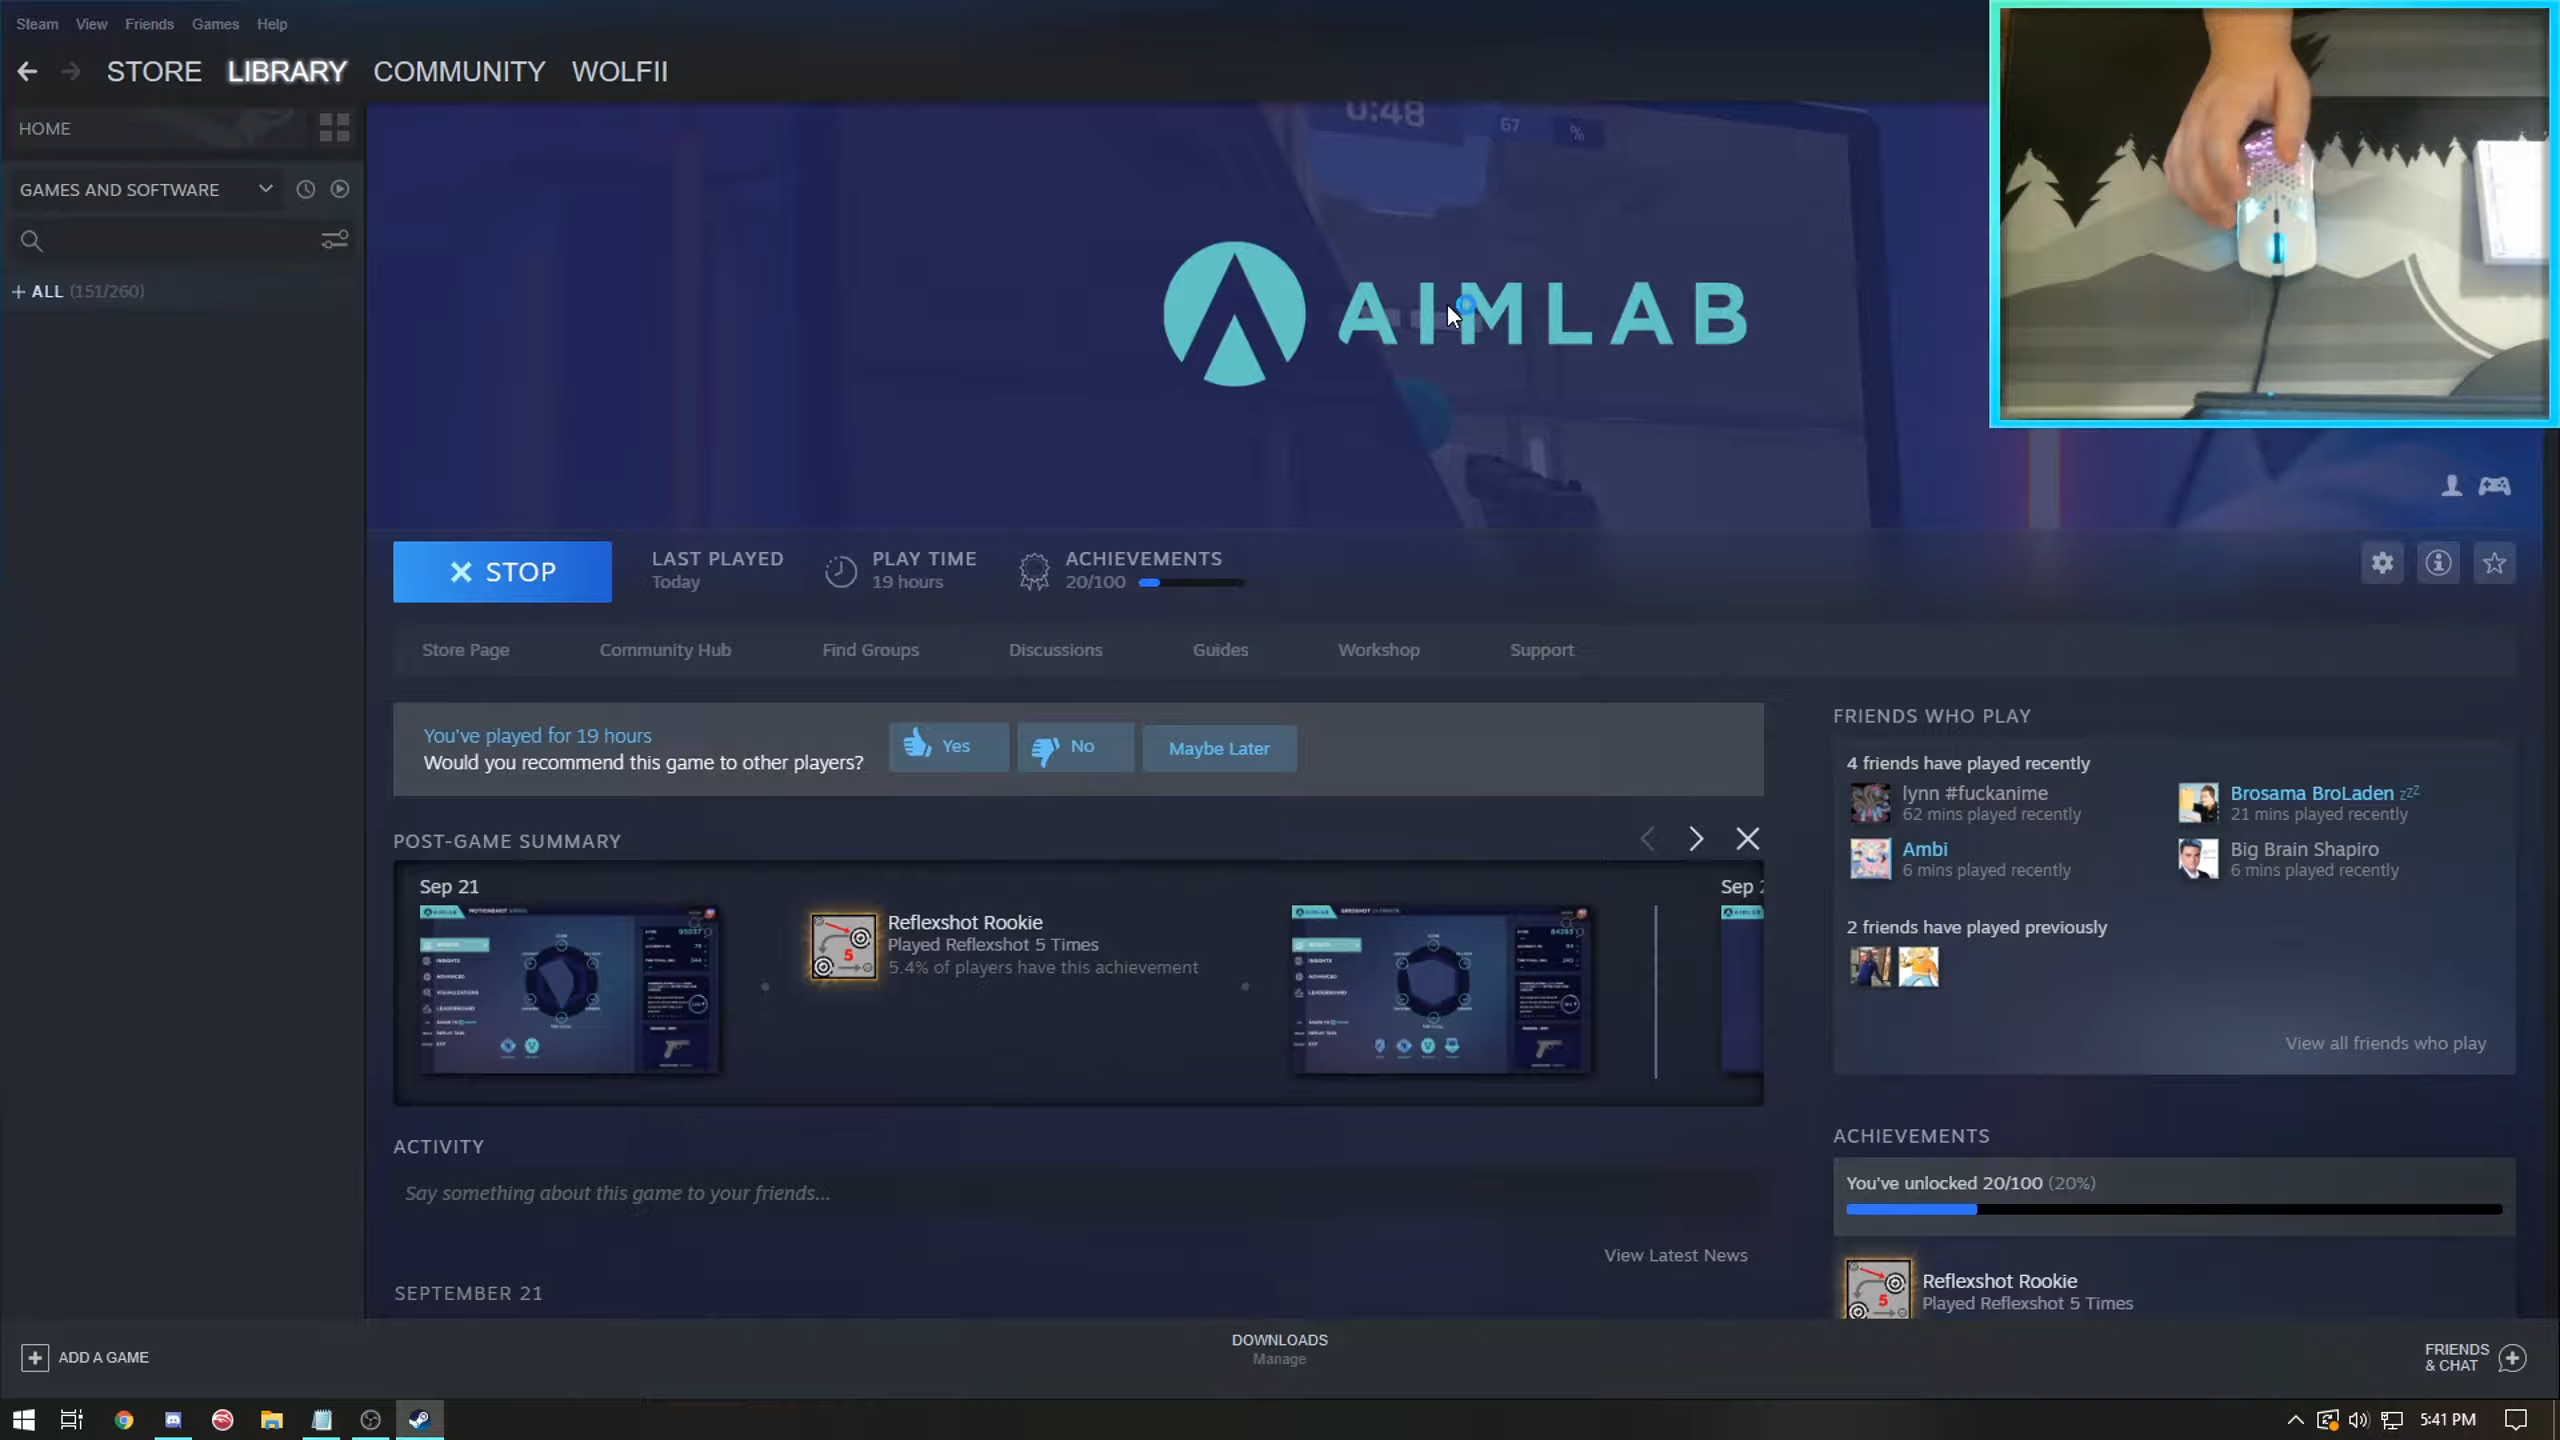 Steam View Friends Games Help
STORE LIBRARY COMMUNITY WOLFII
HOME
GAMES AND SOFTWARE
+ ALL (151/260)
0:48
67 %
AIMLAB
STOP
LAST PLAYED
Today
PLAY TIME
19 hours
ACHIEVEMENTS
20/100
Store Page Community Hub Find Groups Discussions Guides Workshop Support
You've played for 19 hours
Would you recommend this game to other players?
Yes No Maybe Later
POST-GAME SUMMARY
Sep 21
Reflexshot Rookie
Played Reflexshot 5 Times
5.4% of players have this achievement
5
Sep
ACTIVITY
Say something about this game to your friends...
View Latest News
SEPTEMBER 21
FRIENDS WHO PLAY
4 friends have played recently
lynn #fuckanime
62 mins played recently
Brosama BroLaden zzz
21 mins played recently
Ambi
6 mins played recently
Big Brain Shapiro
6 mins played recently
2 friends have played previously
View all friends who play
ACHIEVEMENTS
You've unlocked 20/100 (20%)
5
Reflexshot Rookie
Played Reflexshot 5 Times
ADD A GAME
DOWNLOADS
Manage
FRIENDS
& CHAT
5:41 PM